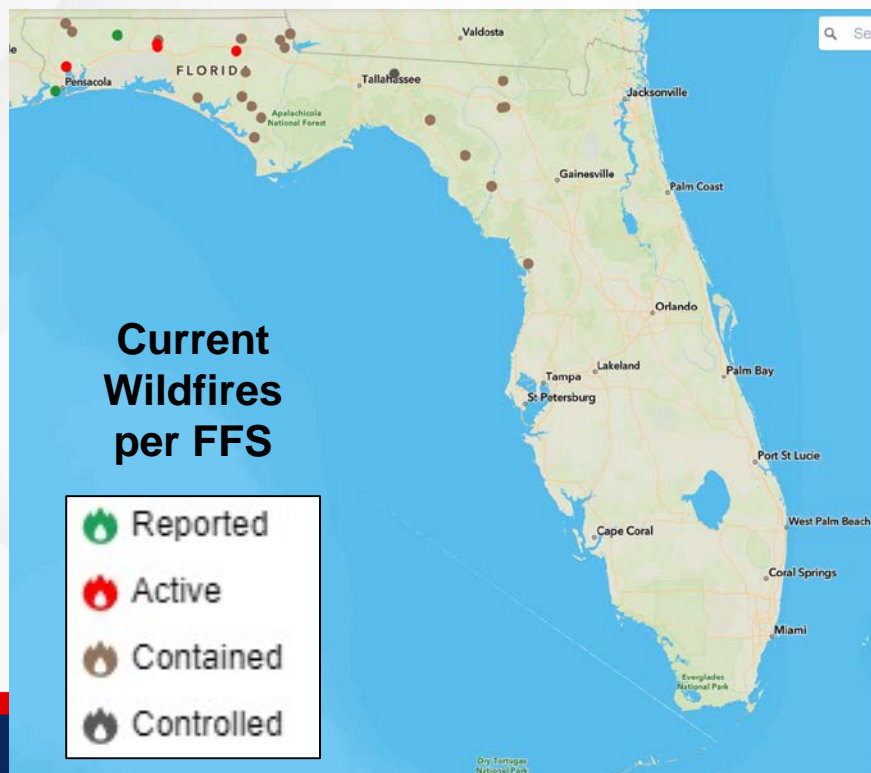 Valdosta
Se
le
FLORIDA
Tallahassee
Pensacola
Jacksonville
Apalachicola
National Forest
Gainesville
Palm Coast
Orlando
Current
Wildfires
per FFS
Lakeland
Tampa
Palm Bay
St Petersburg
Port St Lucie
Reported
West Palm Beach
Cape Coral
Active
Coral Springs
Miami
Contained
Everglades
National Park
Controlled
Dry Tortugas
National Park